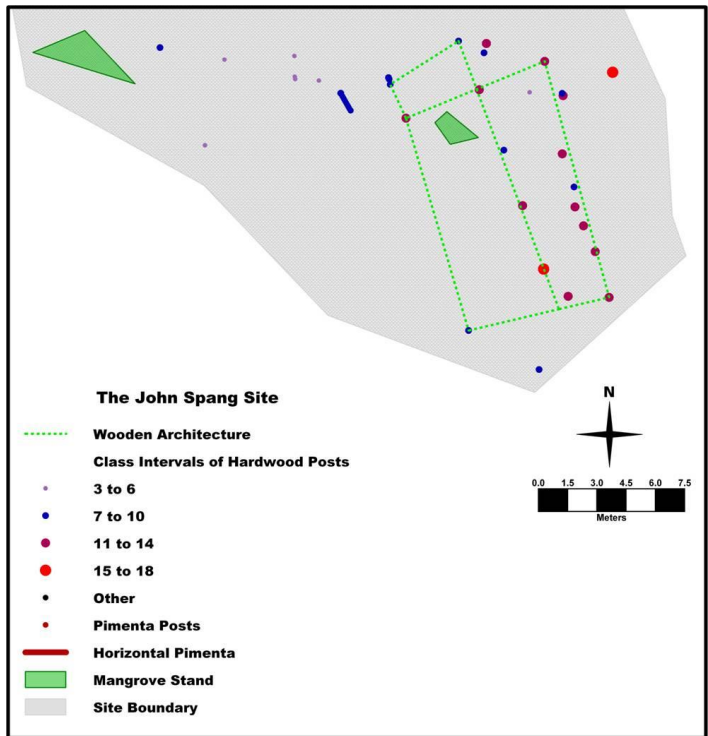 The John Spang Site
Wooden Architecture
Class Intervals of Hardwood Posts
3 to 6
7 to 10
11 to 14
15 to 18
Other
Pimenta Posts
Horizontal Pimenta
Mangrove Stand
Site Boundary
N
0.0 1.5 3.0 4.5 6.0 7.5
Meters